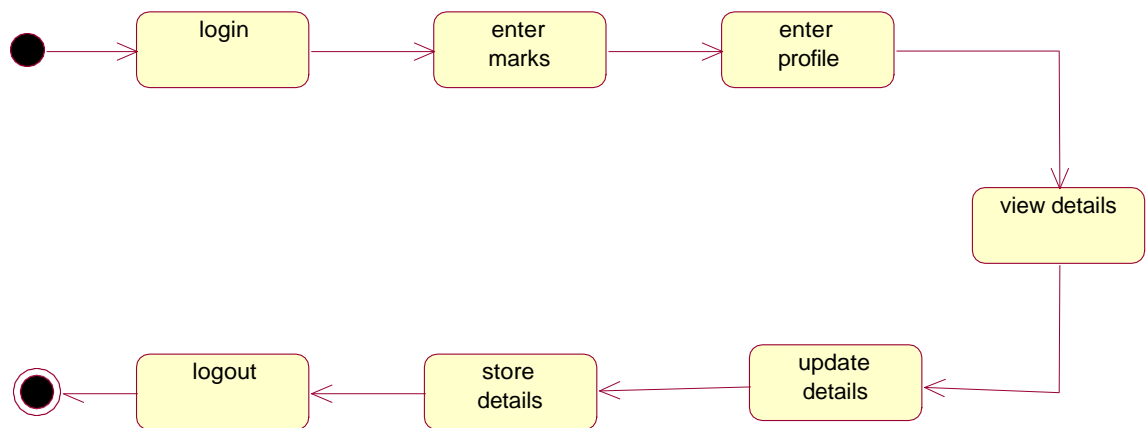 login
enter
marks
enter
profile
view details
update
details
store
details
logout